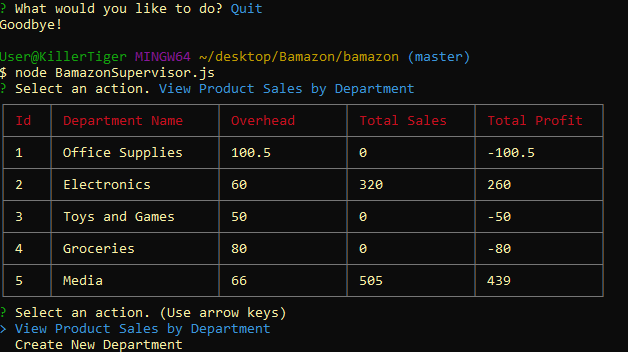 ? What would you like to do? Quit
Goodbye!
User@KillerTiger MINGW64 ~/desktop/Bamazon/bamazon (master)
$ node BamazonSupervisor.js
? Select an action. View Product Sales by Department
Id Department Name Overhead Total Sales Total Profit
1 Office Supplies 100.5 0 -100.5
2 Electronics 60 320 260
3 Toys and Games 50 0 -50
4 Groceries 80 0 -80
5 Media 66 505 439
? Select an action. (Use arrow keys)
> View Product Sales by Department
Create New Department